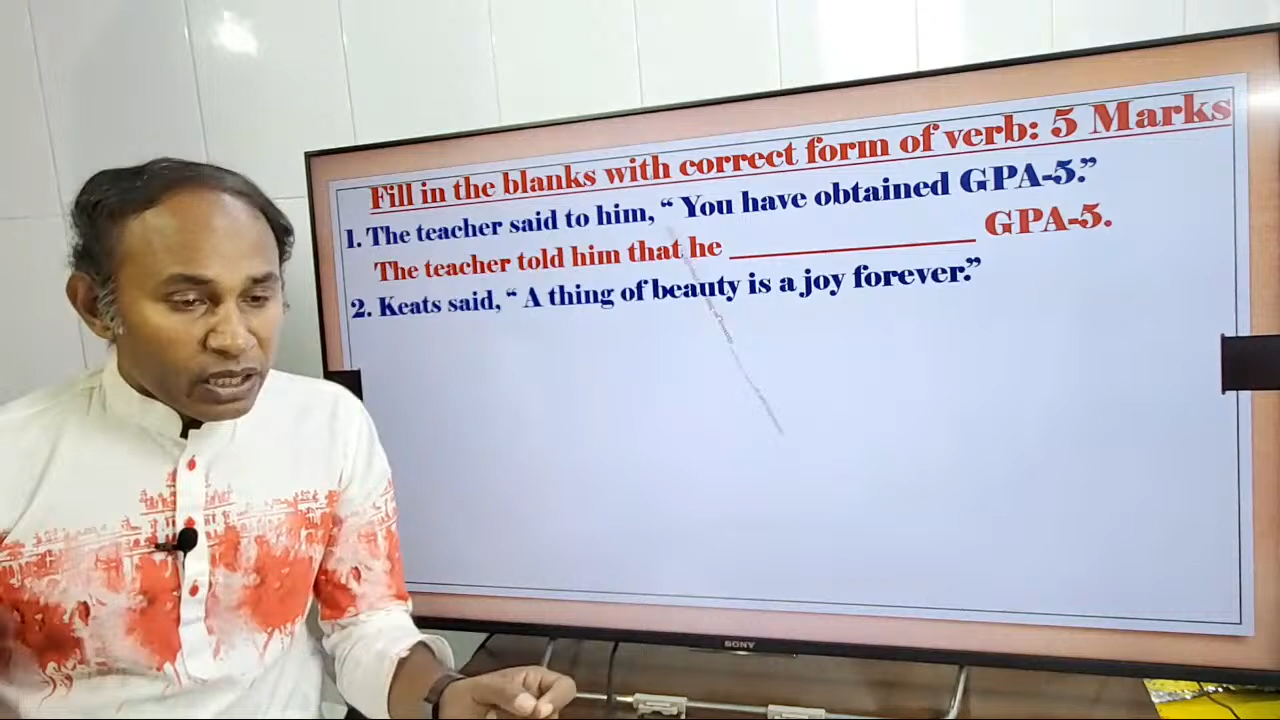 Fill in the blanks with correct form of verb: 5 Marks
1. The teacher said to him, “ You have obtained GPA-5.”
The teacher told him that he ______________ GPA-5.
2. Keats said, “ A thing of beauty is a joy forever.”
SONY